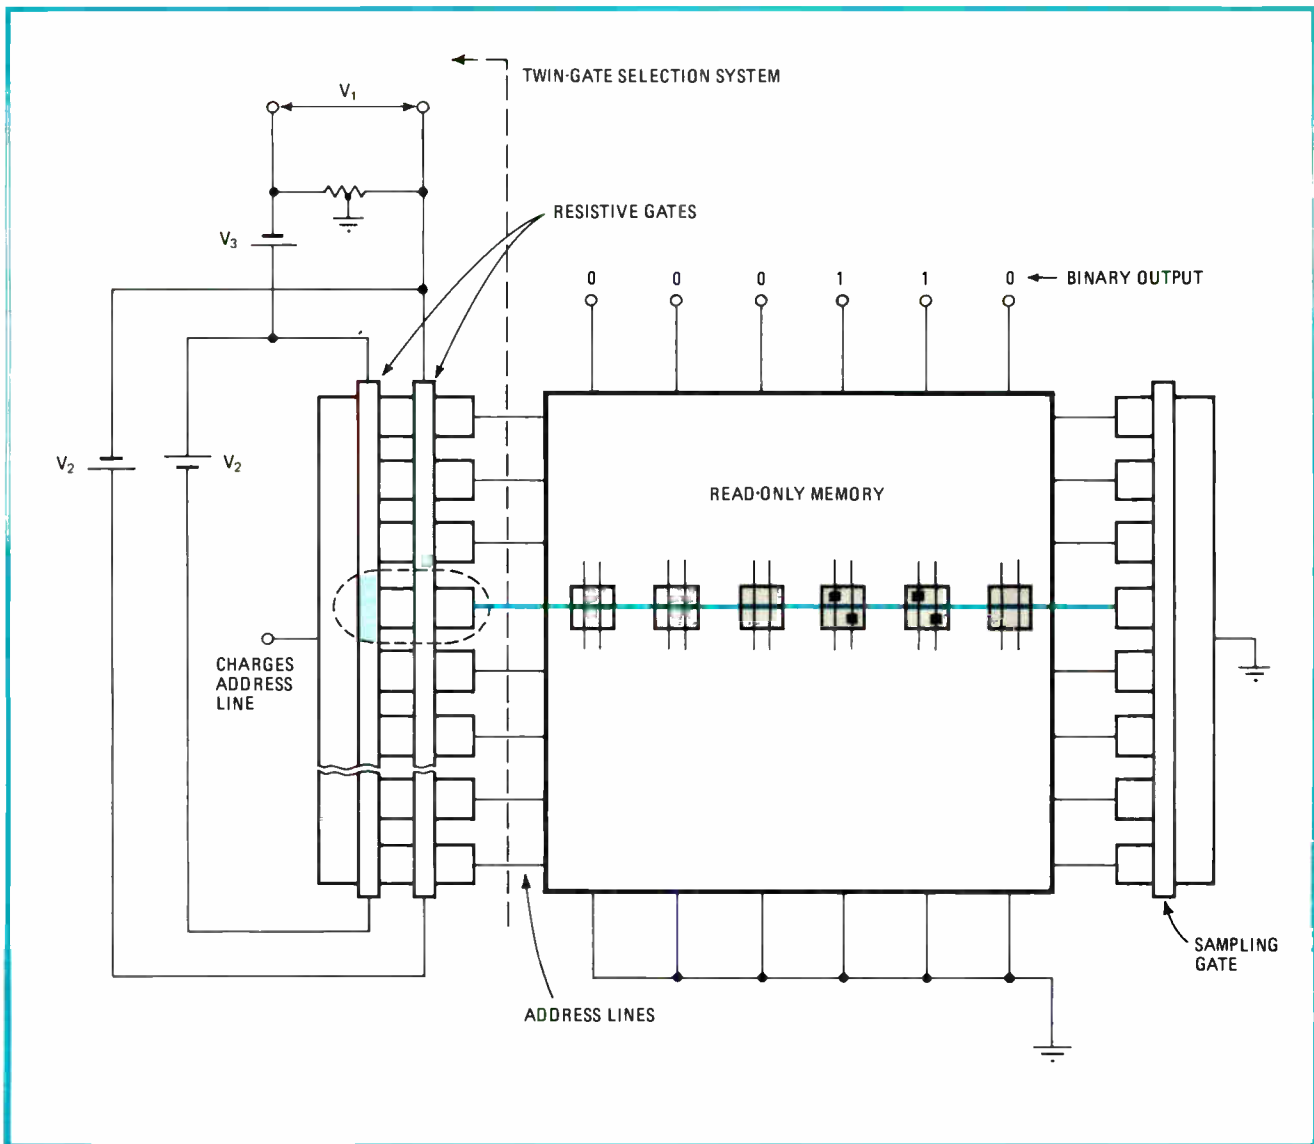 TWIN-GATE SELECTION SYSTEM
V₁
RESISTIVE GATES
V₃
0 0 0 1 1 0 BINARY OUTPUT
V₂
V₂
READ-ONLY MEMORY
CHARGES
ADDRESS
LINE
SAMPLING
GATE
ADDRESS LINES